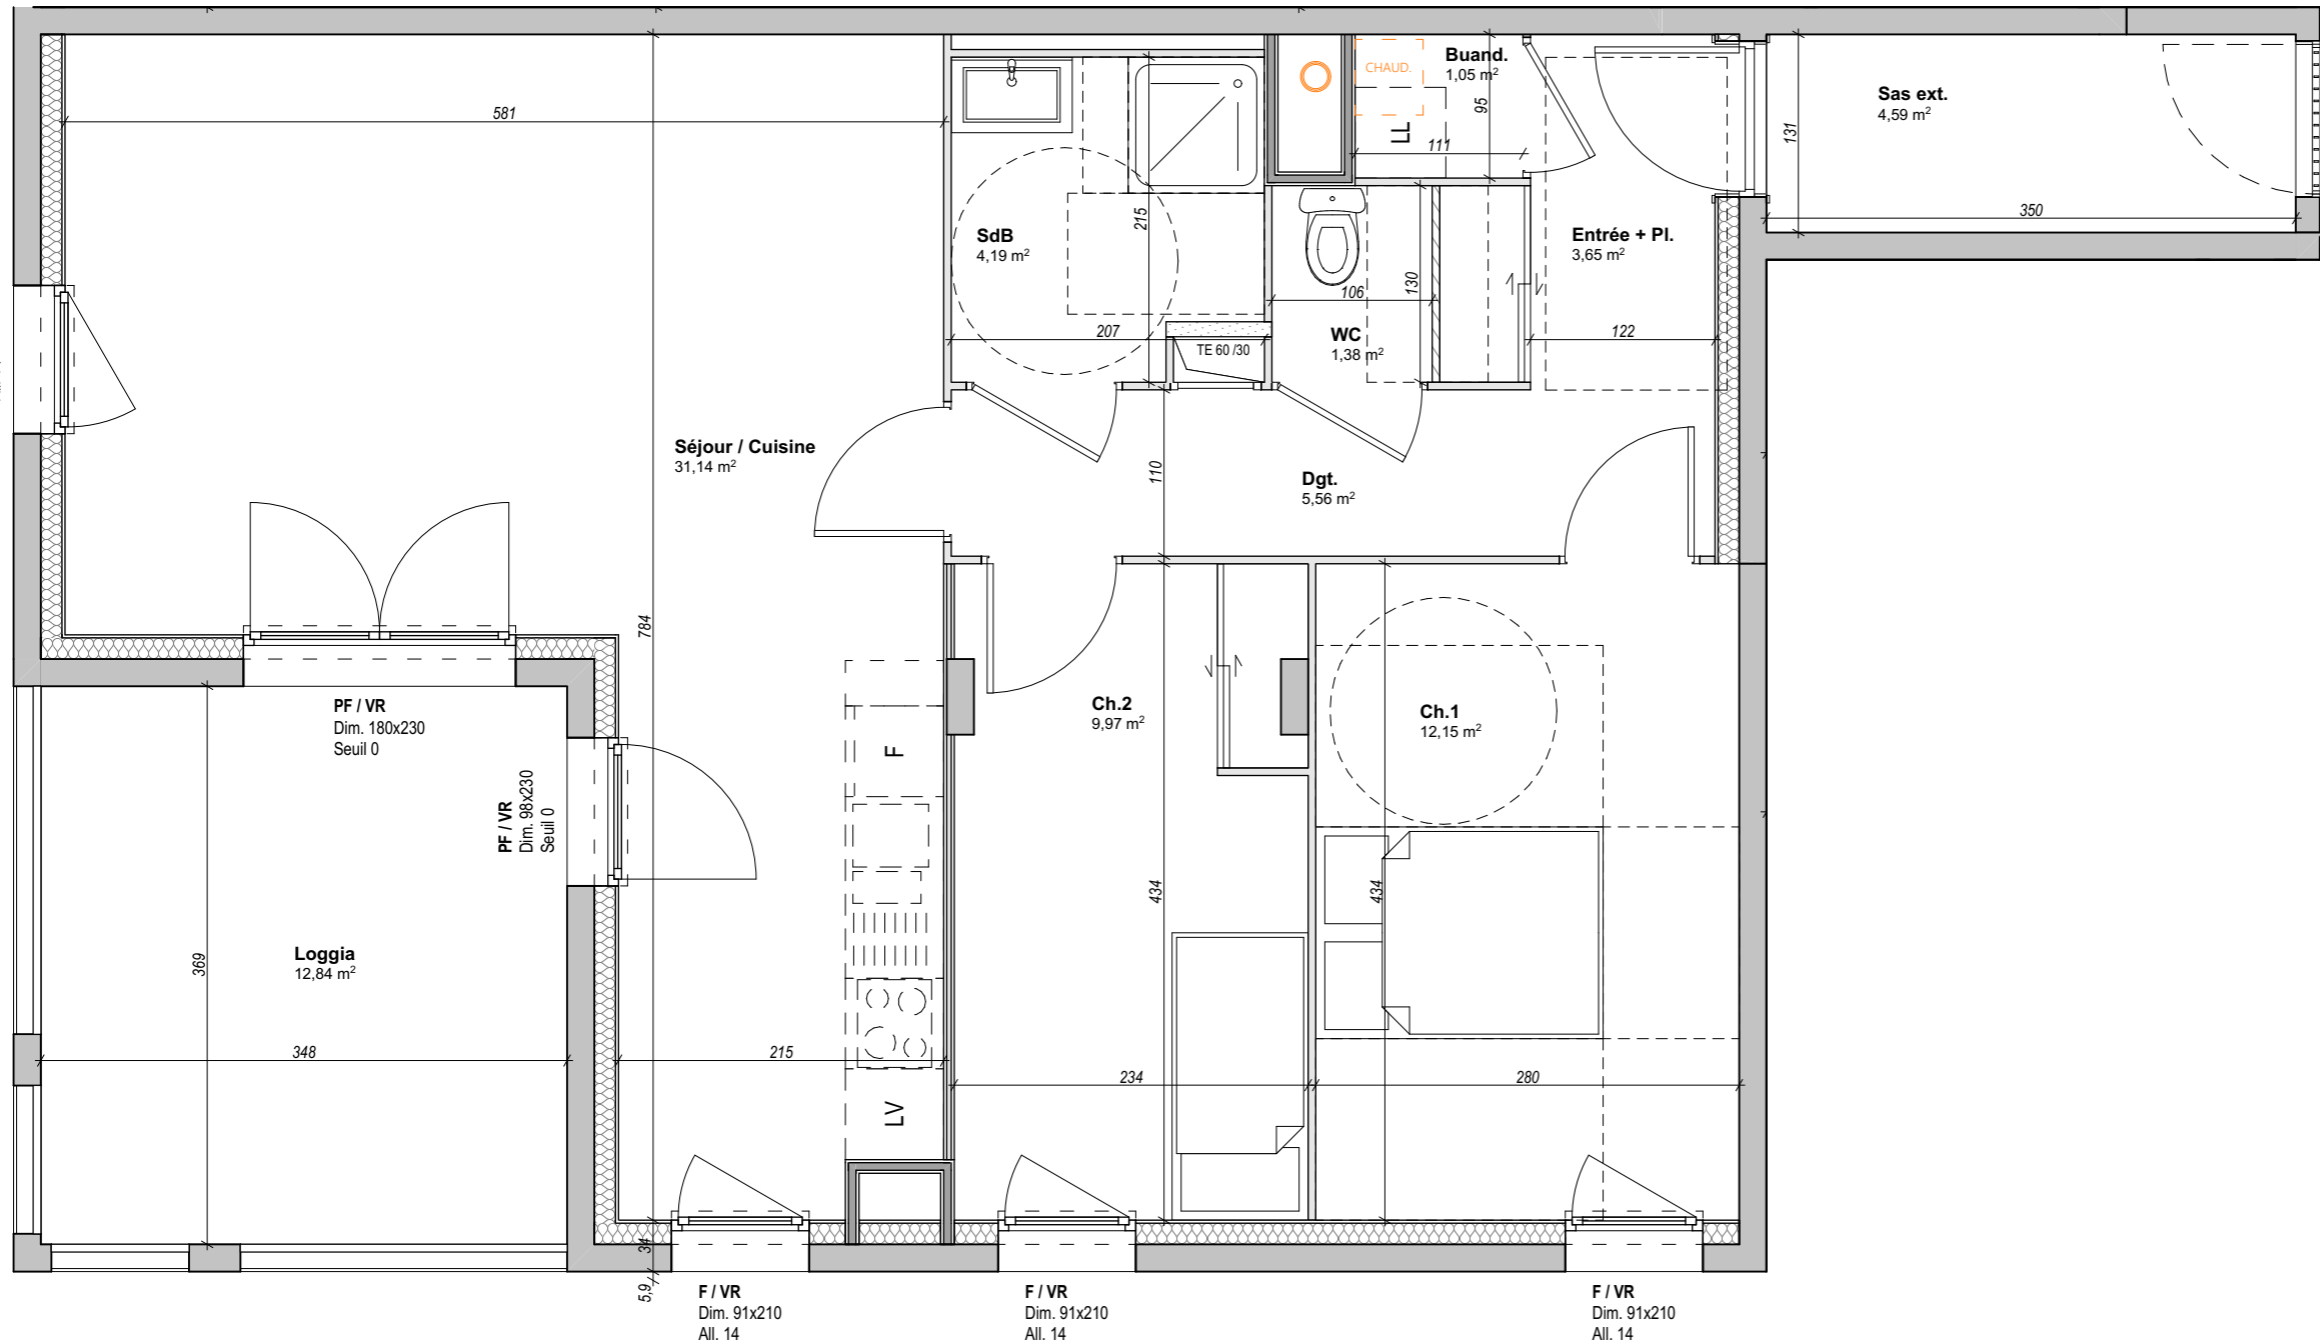 Buand.
1,05 m²
CHAUD.
LL
95
111
Sas ext.
4,59 m²
131
350
581
SdB
4,19 m²
215
207
TE 60 /30
106
130
WC
1,38 m²
Entrée + Pl.
3,65 m²
122
Séjour / Cuisine
31,14 m²
110
Dgt.
5,56 m²
784
PF / VR
Dim. 180x230
Seuil 0
PF / VR
Dim. 98x230
Seuil 0
F
Ch.2
9,97 m²
Ch.1
12,15 m²
434
434
Loggia
12,84 m²
369
348
215
LV
234
280
34
5,9
F / VR
Dim. 91x210
All. 14
F / VR
Dim. 91x210
All. 14
F / VR
Dim. 91x210
All. 14